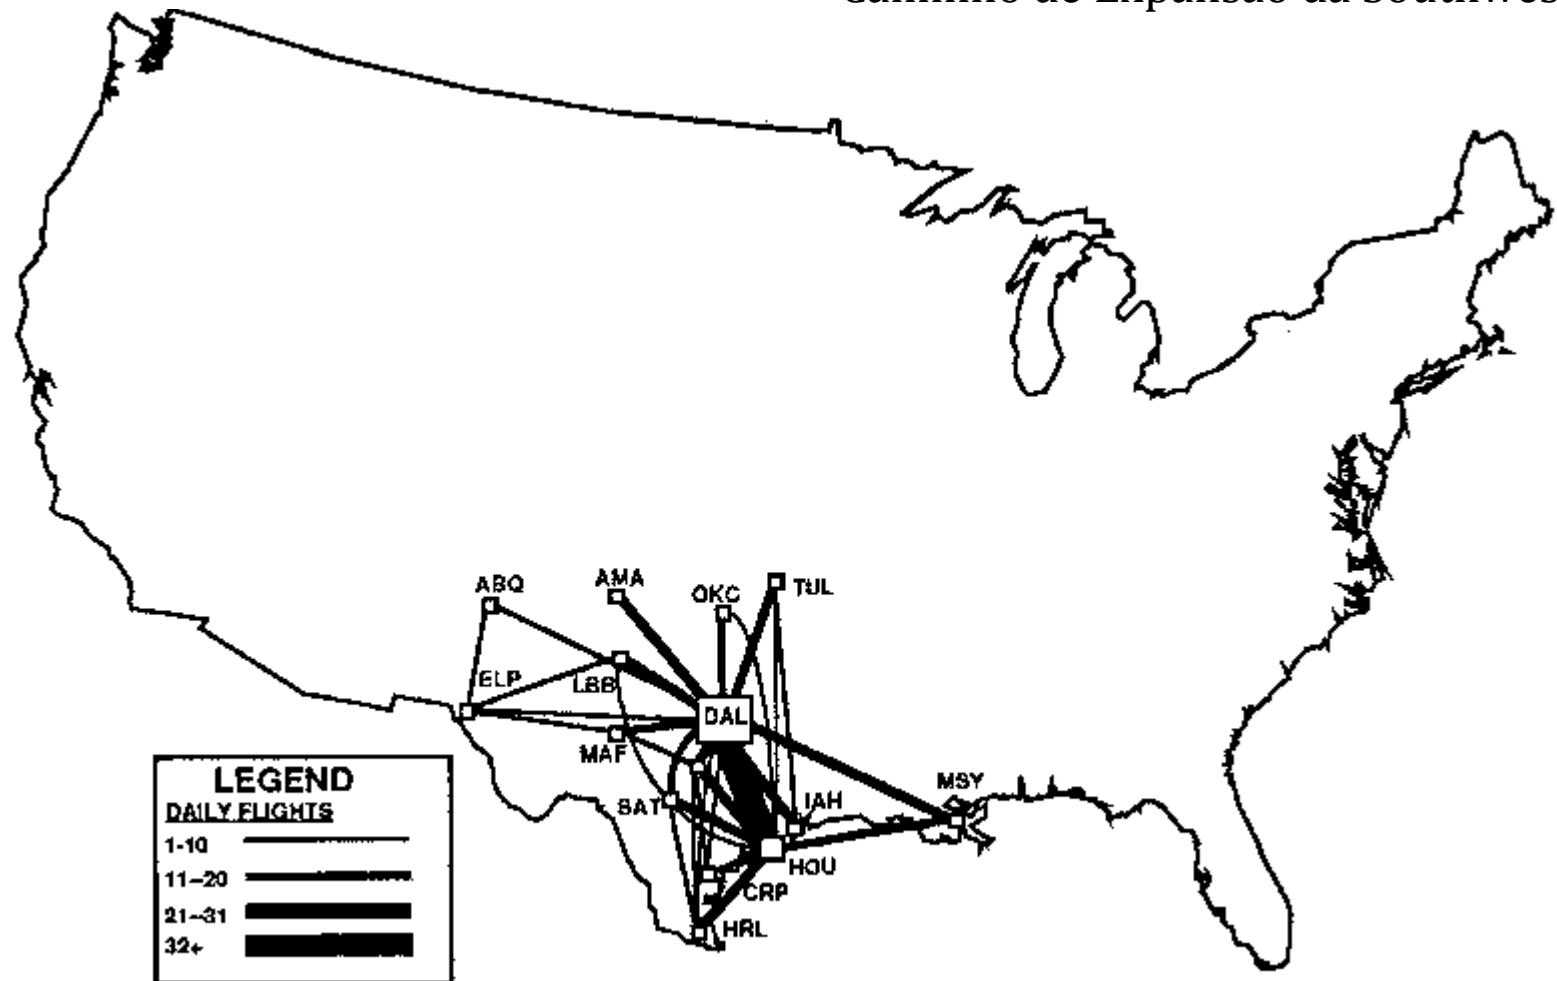 Caminho de Expansão da Southwes
ABQ
AMA
OKC
TUL
ELP
LBB
DAL
MAF
MSY
SAT
IAH
HOU
CRP
HRL
LEGEND
DAILY FLIGHTS
1-10
11-20
21-31
32+